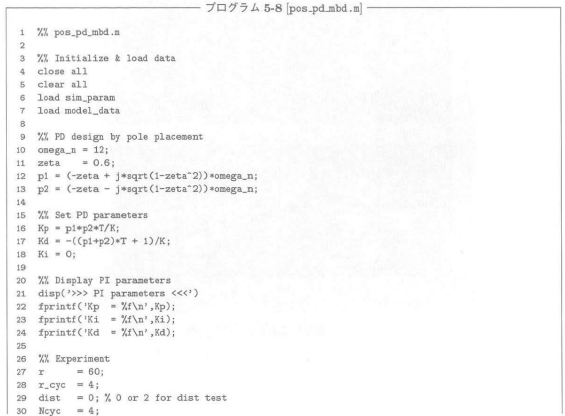 プログラム 5-8 [pos_pd_mbd.m]
1 %% pos_pd_mbd.m
2
3 %% Initialize & load data
4 close all
5 clear all
6 load sim_param
7 load model_data
8
9 %% PD design by pole placement
10 omega_n = 12;
11 zeta    = 0.6;
12 p1 = (-zeta + j*sqrt(1-zeta^2))*omega_n;
13 p2 = (-zeta - j*sqrt(1-zeta^2))*omega_n;
14
15 %% Set PD parameters
16 Kp = p1*p2*T/K;
17 Kd = -((p1+p2)*T + 1)/K;
18 Ki = 0;
19
20 %% Display PI parameters
21 disp('>>> PI parameters <<<')
22 fprintf('Kp  = %f\n',Kp);
23 fprintf('Ki  = %f\n',Ki);
24 fprintf('Kd  = %f\n',Kd);
25
26 %% Experiment
27 r     = 60;
28 r_cyc = 4;
29 dist  = 0; % 0 or 2 for dist test
30 Ncyc  = 4;